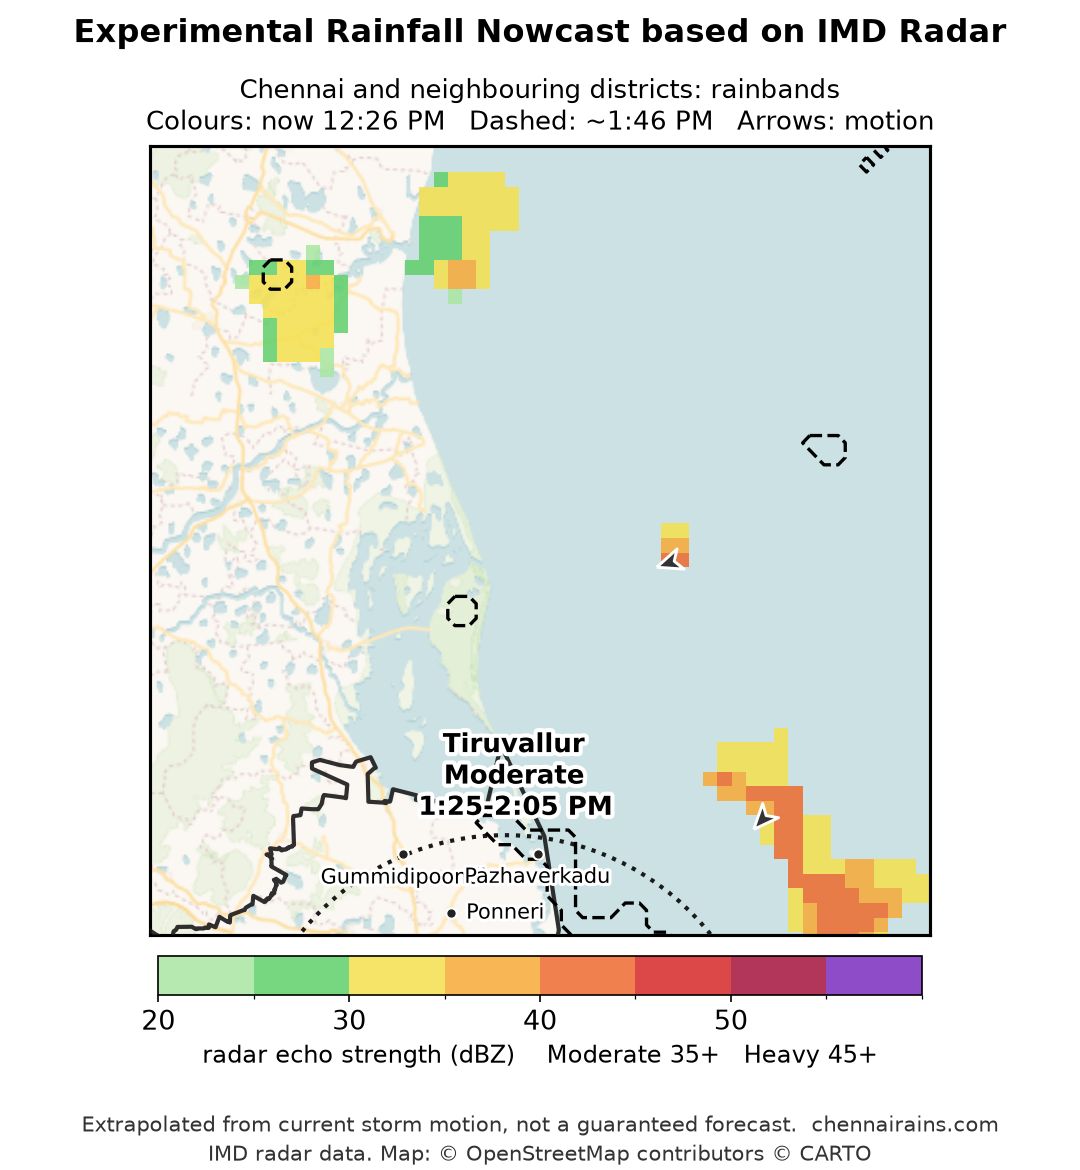 Experimental Rainfall Nowcast based on IMD Radar
Chennai and neighbouring districts: rainbands
Colours: now 12:26 PM   Dashed: ~1:46 PM   Arrows: motion
Tiruvallur
Moderate
1:25-2:05 PM
Gummidipoor
Pazhaverkadu
Ponneri
20 30 40 50
radar echo strength (dBZ)    Moderate 35+   Heavy 45+
Extrapolated from current storm motion, not a guaranteed forecast.  chennairains.com
IMD radar data. Map: © OpenStreetMap contributors © CARTO